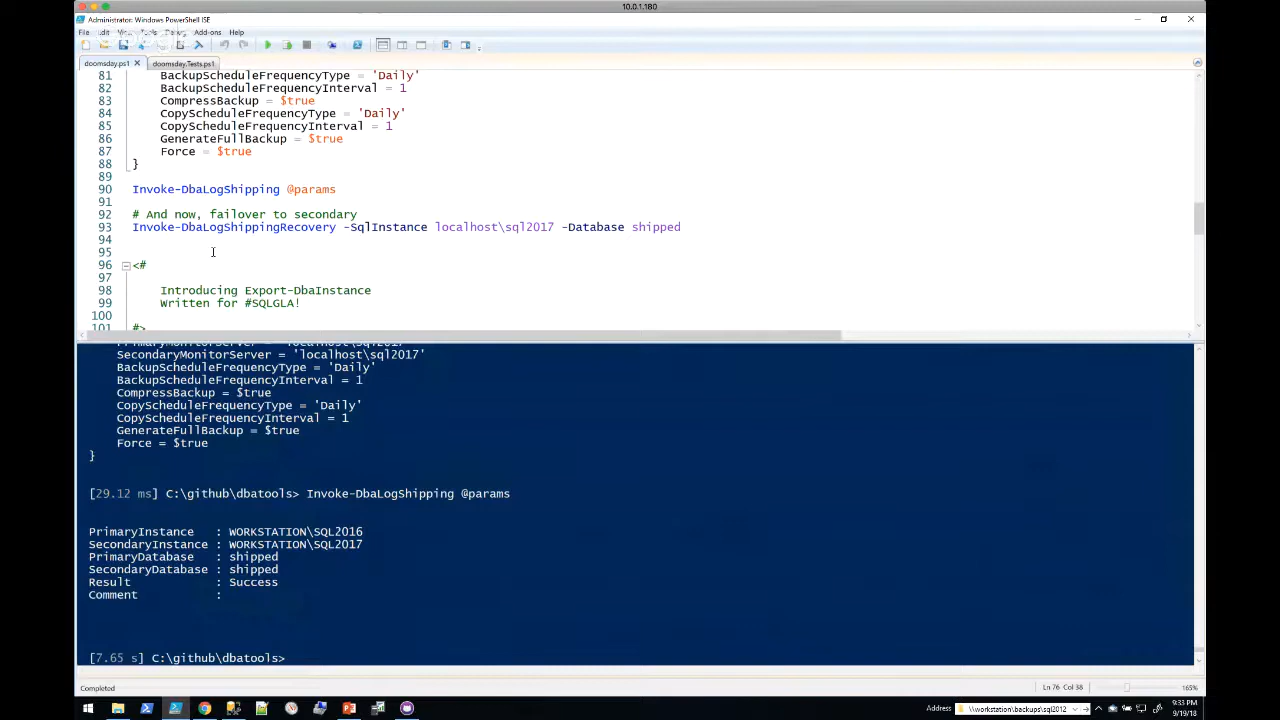 10.0.1.180
Administrator: Windows PowerShell ISE
File Edit View Tools Debug Add-ons Help
doomsday.ps1 X doomsday.Tests.ps1
81 BackupScheduleFrequencyType = 'Daily'
82 BackupScheduleFrequencyInterval = 1
83 CompressBackup = $true
84 CopyScheduleFrequencyType = 'Daily'
85 CopyScheduleFrequencyInterval = 1
86 GenerateFullBackup = $true
87 Force = $true
88 }
89
90 Invoke-DbaLogShipping @params
91
92 # And now, failover to secondary
93 Invoke-DbaLogShippingRecovery -SqlInstance localhost\sql2017 -Database shipped
94
95
96 <#
97
98 Introducing Export-DbaInstance
99 Written for #SQLGLA!
100
101 #>
PrimaryMonitorServer = 'localhost\sql2017'
SecondaryMonitorServer = 'localhost\sql2017'
BackupScheduleFrequencyType = 'Daily'
BackupScheduleFrequencyInterval = 1
CompressBackup = $true
CopyScheduleFrequencyType = 'Daily'
CopyScheduleFrequencyInterval = 1
GenerateFullBackup = $true
Force = $true
}
[29.12 ms] C:\github\dbatools> Invoke-DbaLogShipping @params
PrimaryInstance : WORKSTATION\SQL2016
SecondaryInstance : WORKSTATION\SQL2017
PrimaryDatabase : shipped
SecondaryDatabase : shipped
Result : Success
Comment :
[7.65 s] C:\github\dbatools>
Completed Ln 76 Col 38 165%
Address \\workstation\backups\sql2012 9:33 PM
9/19/18